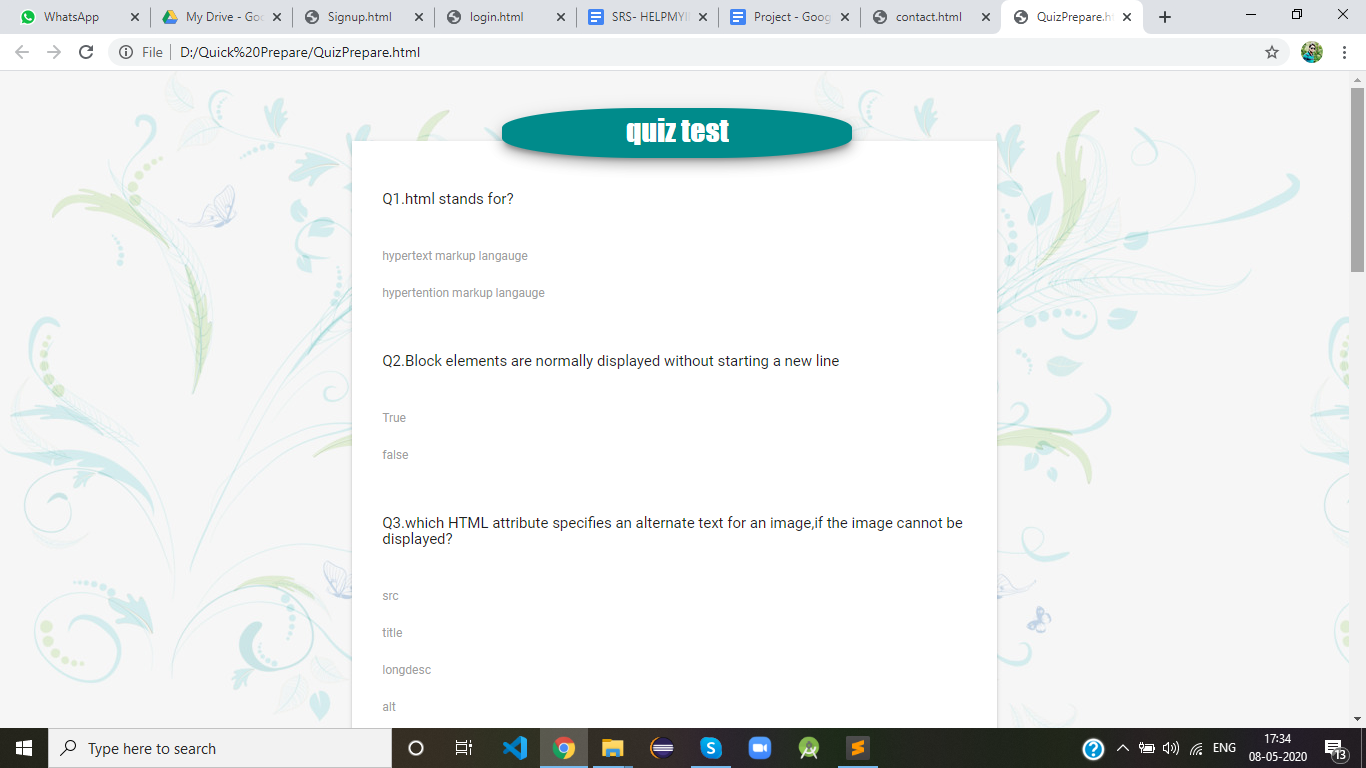 WhatsApp
My Drive - Goo
Signup.html
login.html
SRS- HELPMYI
Project - Goog
contact.html
QuizPrepare.h
File
D:/Quick%20Prepare/QuizPrepare.html
quiz test
Q1.html stands for?
hypertext markup langauge
hypertention markup langauge
Q2.Block elements are normally displayed without starting a new line
True
false
Q3.which HTML attribute specifies an alternate text for an image,if the image cannot be
displayed?
src
title
longdesc
alt
Type here to search
ENG
17:34
08-05-2020
13